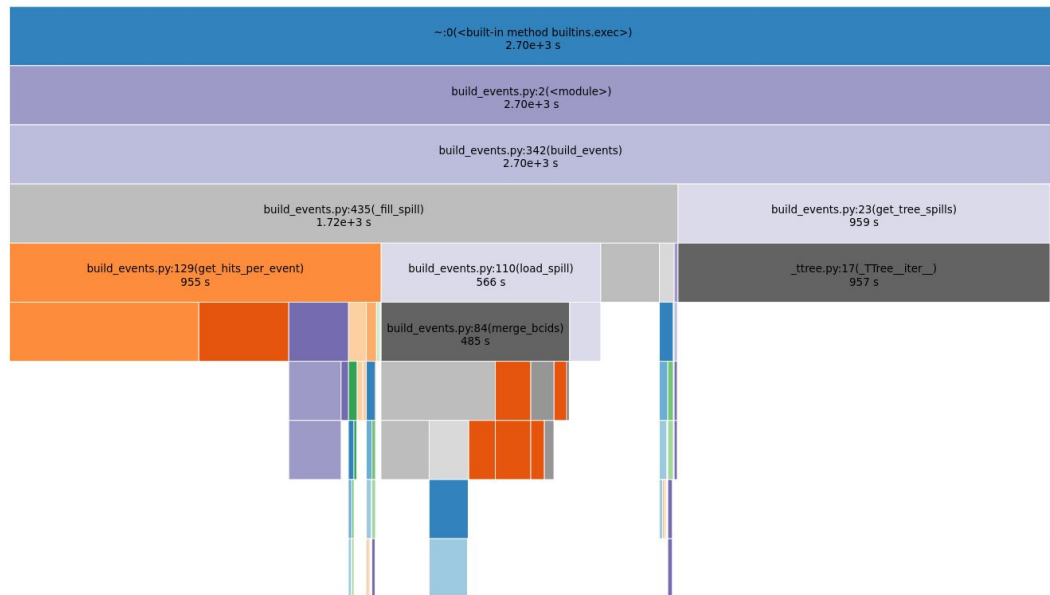 ~:0(<built-in method builtins.exec>)
2.70e+3 s
build_events.py:2(<module>)
2.70e+3 s
build_events.py:342(build_events)
2.70e+3 s
build_events.py:435(_fill_spill)
1.72e+3 s
build_events.py:23(get_tree_spills)
959 s
build_events.py:129(get_hits_per_event)
955 s
build_events.py:110(load_spill)
566 s
_ttree.py:17(_TTree__iter__)
957 s
build_events.py:84(merge_bcids)
485 s